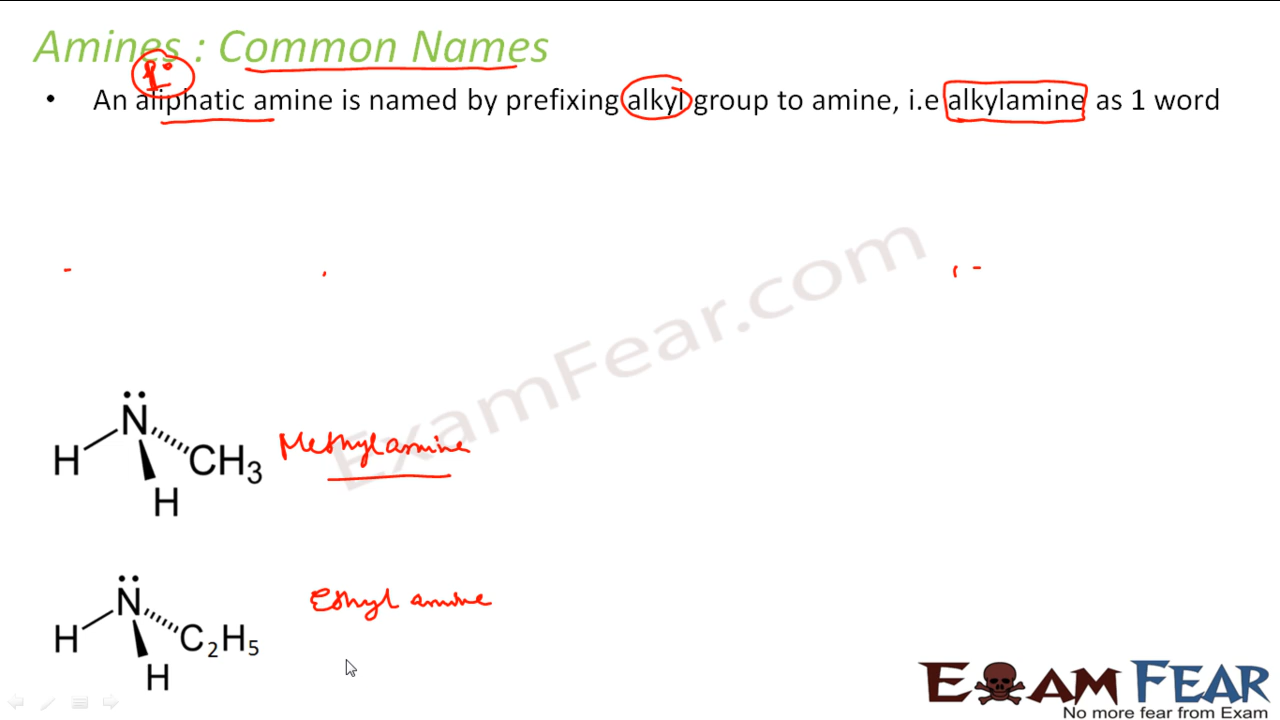 Amines : Common Names
1°
• An aliphatic amine is named by prefixing alkyl group to amine, i.e alkylamine as 1 word
ExamFear.com
N
H CH3 Methylamine
H
N Ethyl amine
H C2H5
H
EXAM FEAR
No more fear from Exam